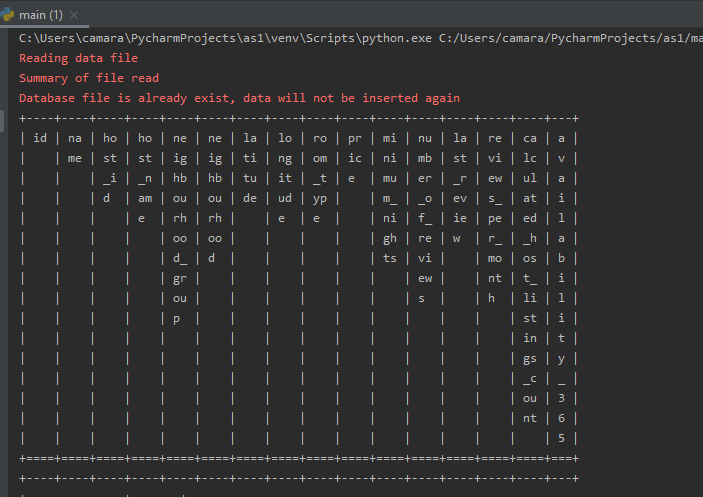 main (1) ×
C:\Users\camara\PycharmProjects\as1\venv\Scripts\python.exe C:/Users/camara/PycharmProjects/as1/ma
Reading data file
Summary of file read
Database file is already exist, data will not be inserted again
+----+----+----+----+----+----+----+----+----+----+----+----+----+----+----+---+
| id | na | ho | ho | ne | ne | la | lo | ro | pr | mi | nu | la | re | ca | a |
|    | me | st | st | ig | ig | ti | ng | om | ic | ni | mb | st | vi | lc | v |
|    |    | _i | _n | hb | hb | tu | it | _t | e  | mu | er | _r | ew | ul | a |
|    |    | d  | am | ou | ou | de | ud | yp |    | m_ | _o | ev | s_ | at | i |
|    |    |    | e  | rh | rh |    | e  | e  |    | ni | f_ | ie | pe | ed | l |
|    |    |    |    | oo | oo |    |    |    |    | gh | re | w  | r_ | _h | a |
|    |    |    |    | d_ | d  |    |    |    |    | ts | vi |    | mo | os | b |
|    |    |    |    | gr |    |    |    |    |    |    | ew |    | nt | t_ | i |
|    |    |    |    | ou |    |    |    |    |    |    | s  |    | h  | li | l |
|    |    |    |    | p  |    |    |    |    |    |    |    |    |    | st | i |
|    |    |    |    |    |    |    |    |    |    |    |    |    |    | in | t |
|    |    |    |    |    |    |    |    |    |    |    |    |    |    | gs | y |
|    |    |    |    |    |    |    |    |    |    |    |    |    |    | _c | _ |
|    |    |    |    |    |    |    |    |    |    |    |    |    |    | ou | 3 |
|    |    |    |    |    |    |    |    |    |    |    |    |    |    | nt | 6 |
|    |    |    |    |    |    |    |    |    |    |    |    |    |    |    | 5 |
+====+====+====+====+====+====+====+====+====+====+====+====+====+====+====+===+
+----+----+----+----+----+----+----+----+----+----+----+----+----+----+----+---+